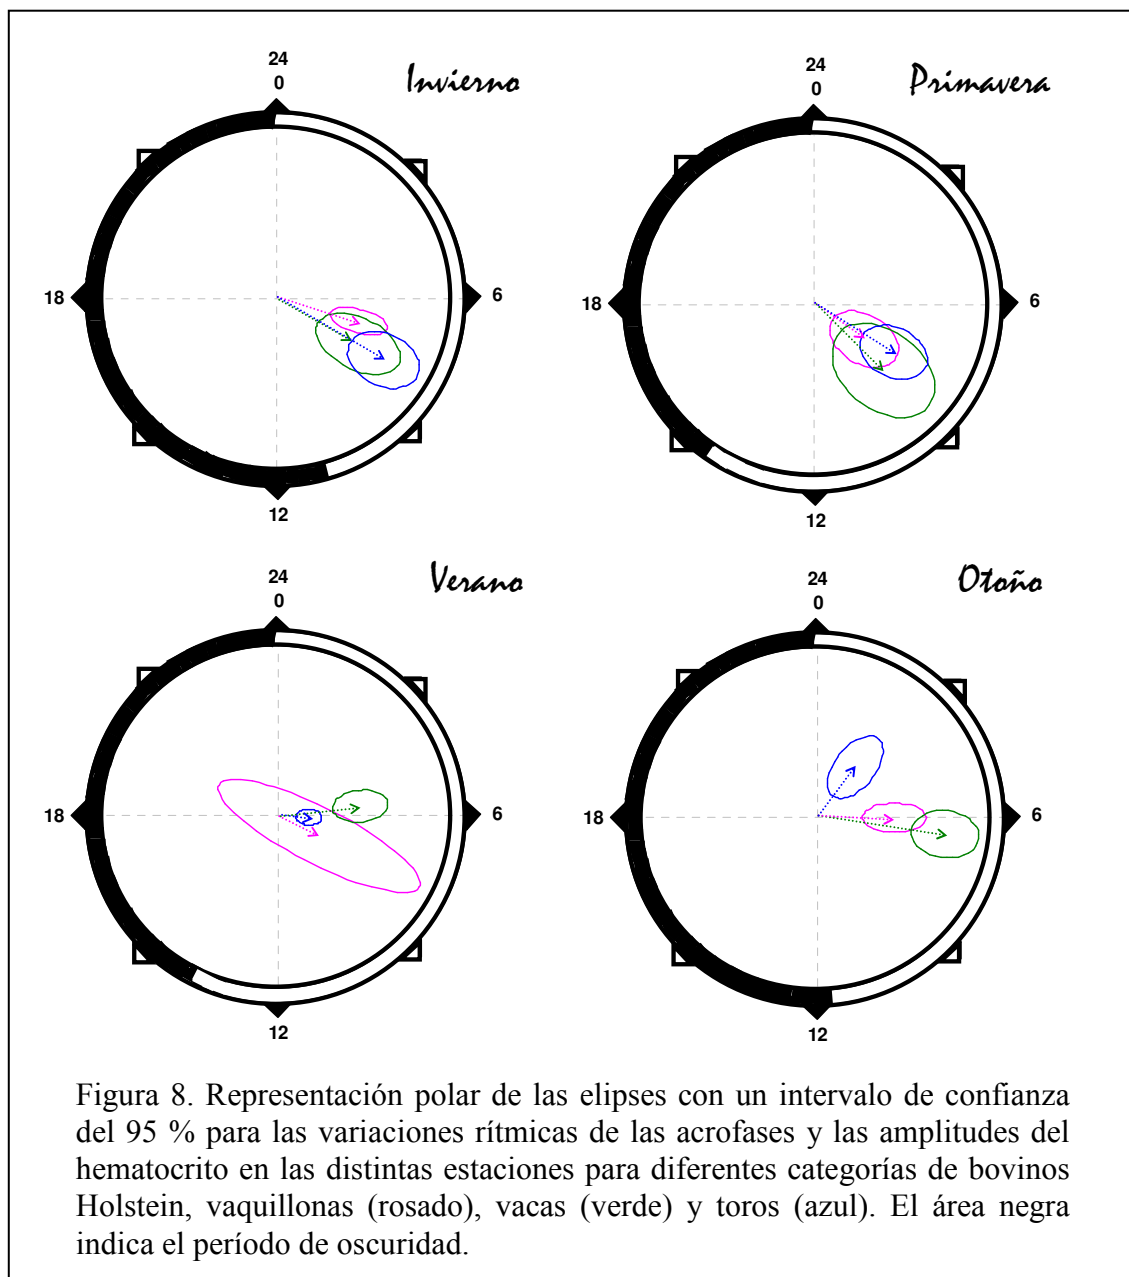 Invierno
24
0
18
6
12
Primavera
24
0
18
6
12
Verano
24
0
18
6
12
Otoño
24
0
18
6
12
Figura 8. Representación polar de las elipses con un intervalo de confianza
del 95 % para las variaciones rítmicas de las acrofases y las amplitudes del
hematocrito en las distintas estaciones para diferentes categorías de bovinos
Holstein, vaquillonas (rosado), vacas (verde) y toros (azul). El área negra
indica el período de oscuridad.